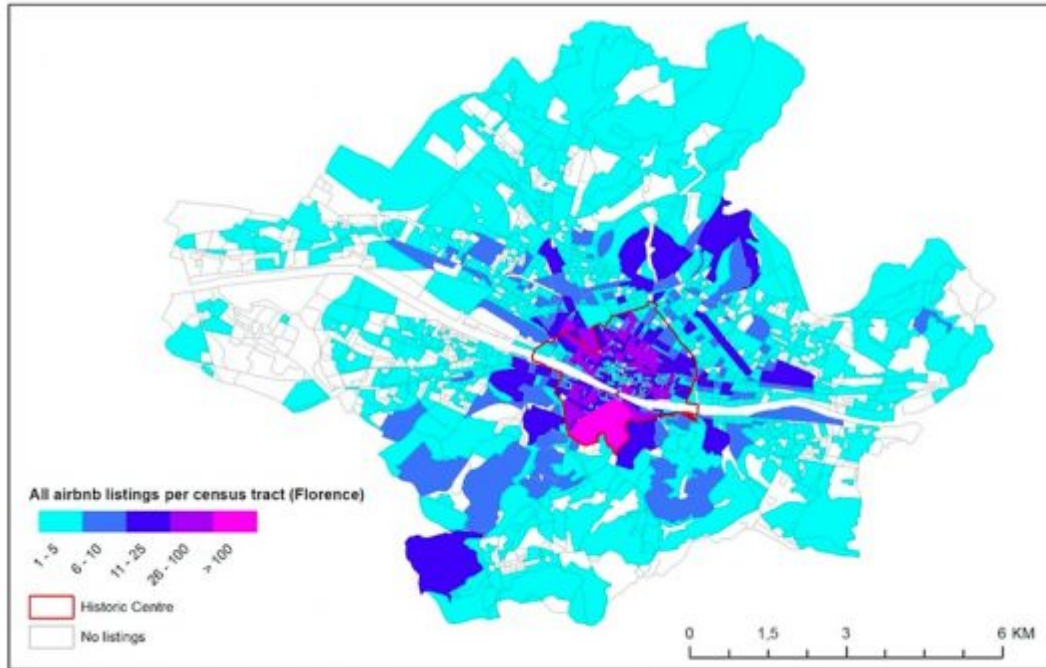 All airbnb listings per census tract (Florence)
1 - 5
6 - 10
11 - 25
26 - 100
> 100
Historic Centre
No listings
0 1,5 3 6 KM